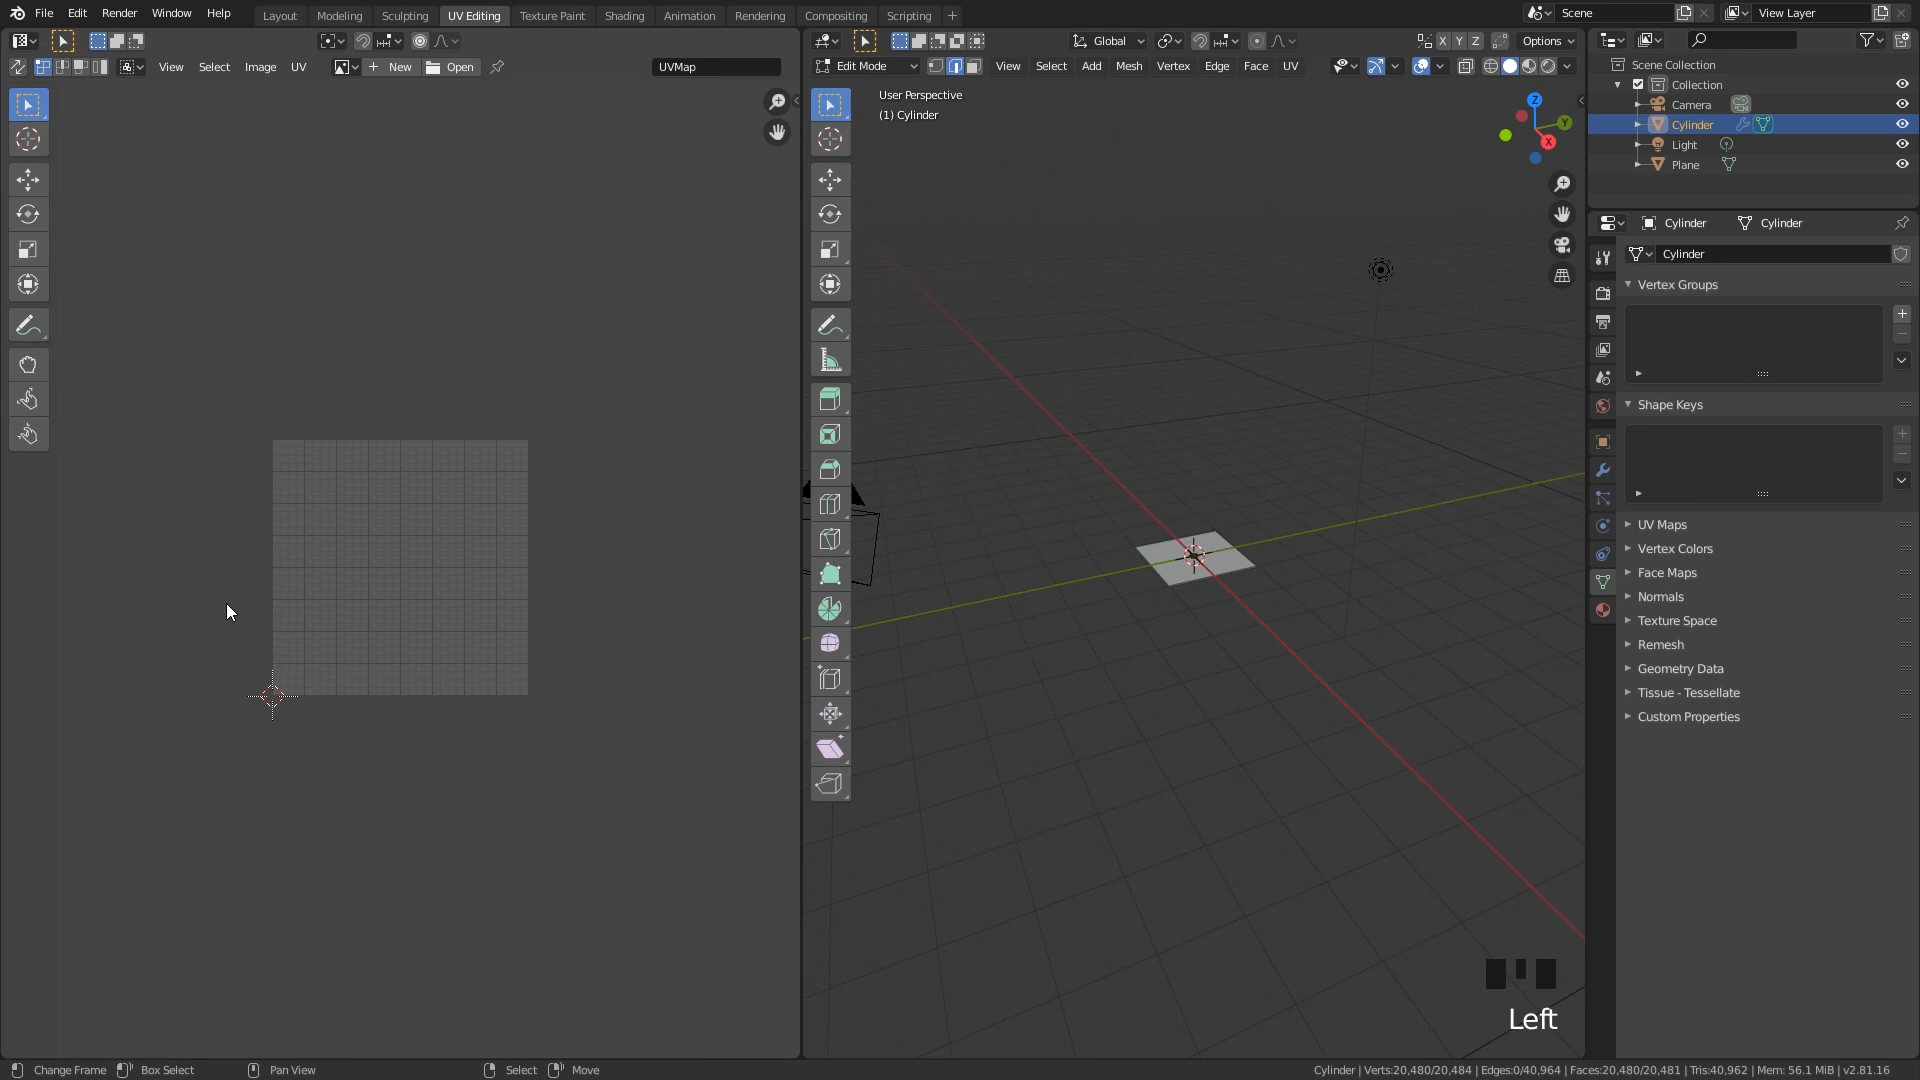 File Edit Render Window Help Layout Modeling Sculpting UV Editing Texture Paint Shading Animation Rendering Compositing Scripting + Scene View Layer
Global X Y Z Options
View Select Image UV New Open UVMap Edit Mode View Select Add Mesh Vertex Edge Face UV
Scene Collection
Collection
Camera
Cylinder
Light
Plane
User Perspective
(1) Cylinder
Z
Y
X
Cylinder Cylinder
Cylinder
Vertex Groups
Shape Keys
UV Maps
Vertex Colors
Face Maps
Normals
Texture Space
Remesh
Geometry Data
Tissue - Tessellate
Custom Properties
Left
Change Frame Box Select Pan View Select Move Cylinder | Verts:20,480/20,484 | Edges:0/40,964 | Faces:20,480/20,481 | Tris:40,962 | Mem: 56.1 MiB | v2.81.16